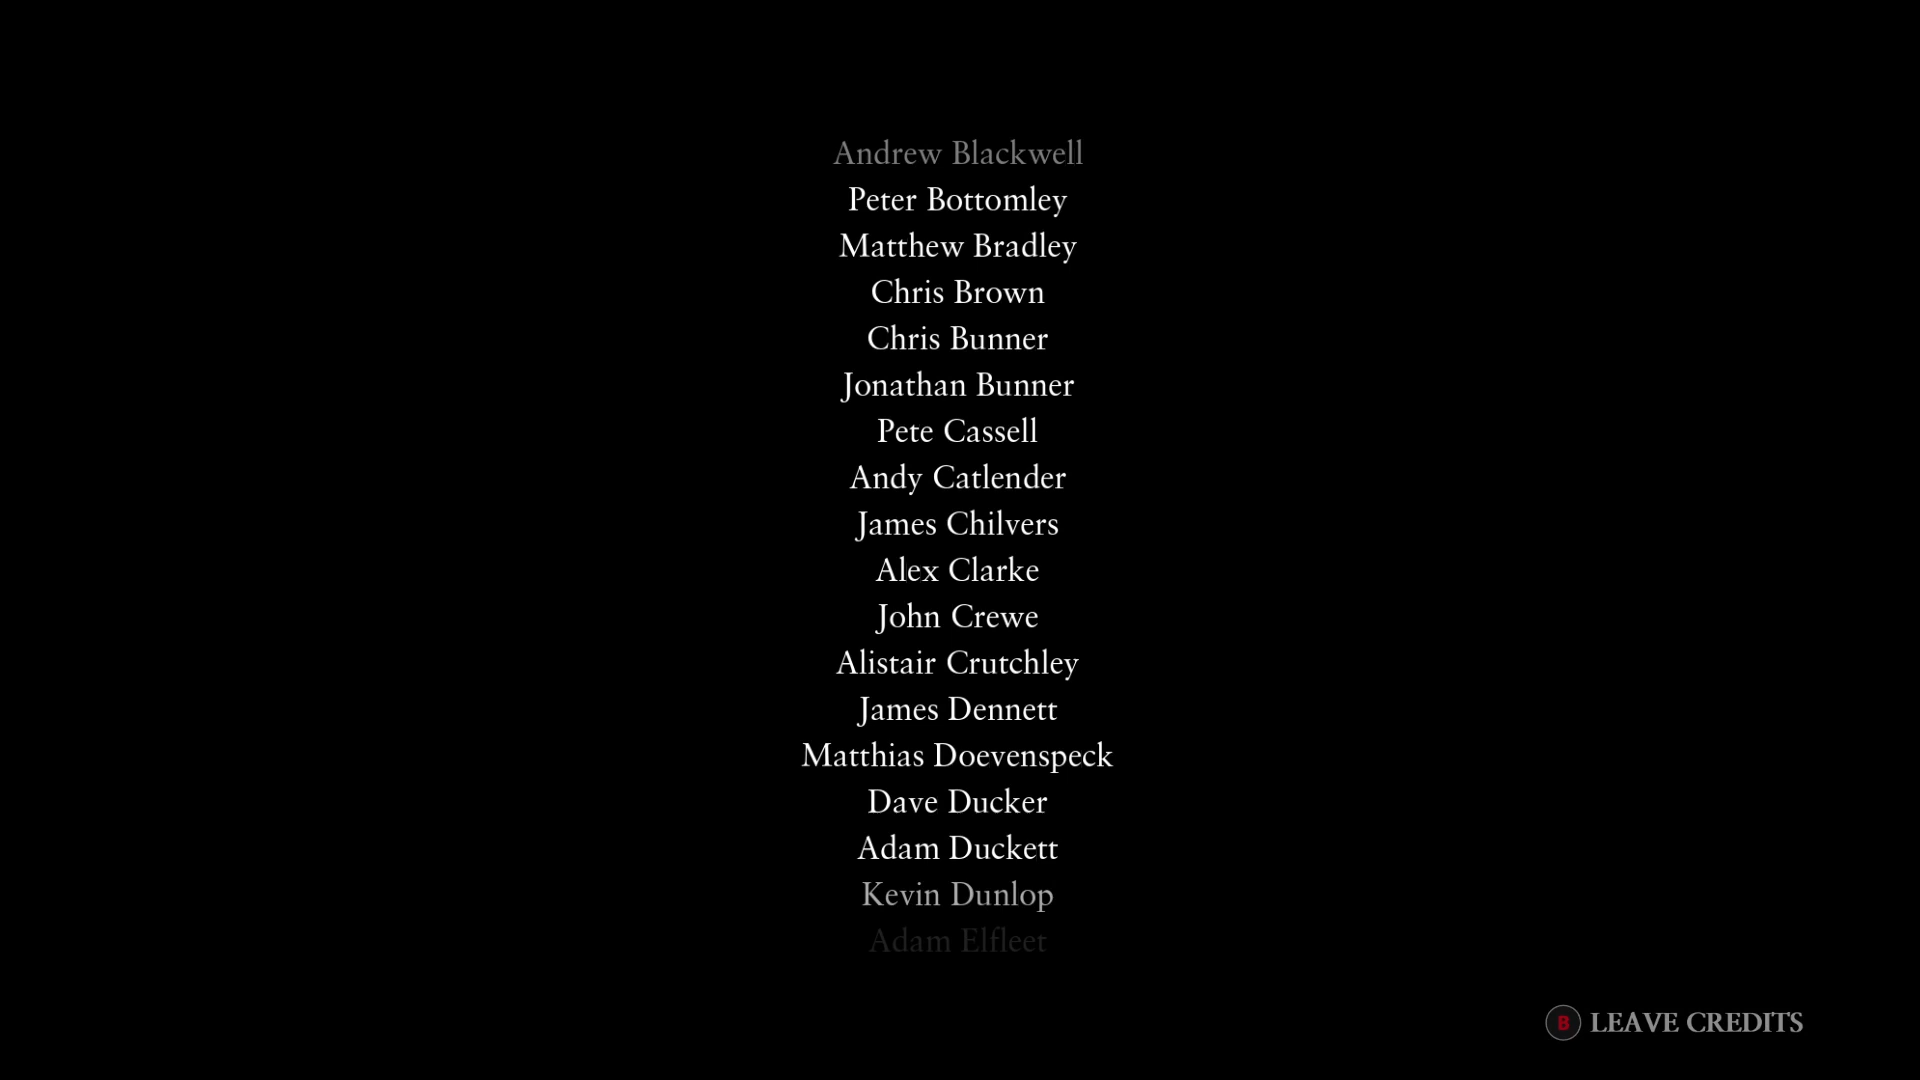 Andrew Blackwell
Peter Bottomley
Matthew Bradley
Chris Brown
Chris Bunner
Jonathan Bunner
Pete Cassell
Andy Catlender
James Chilvers
Alex Clarke
John Crewe
Alistair Crutchley
James Dennett
Matthias Doevenspeck
Dave Ducker
Adam Duckett
Kevin Dunlop
Adam Elfleet
B LEAVE CREDITS